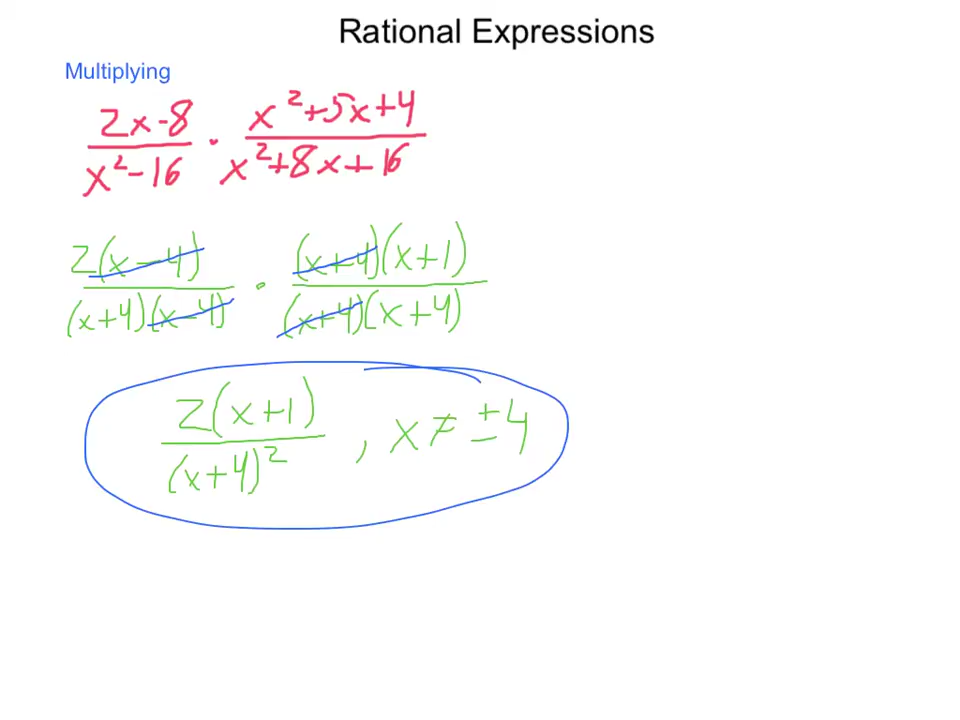 Rational Expressions
Multiplying
2x-8 / x²-16 · x²+5x+4 / x²+8x+16
2(x-4) / (x+4)(x-4) · (x+4)(x+1) / (x+4)(x+4)
2(x+1) / (x+4)² , x≠±4